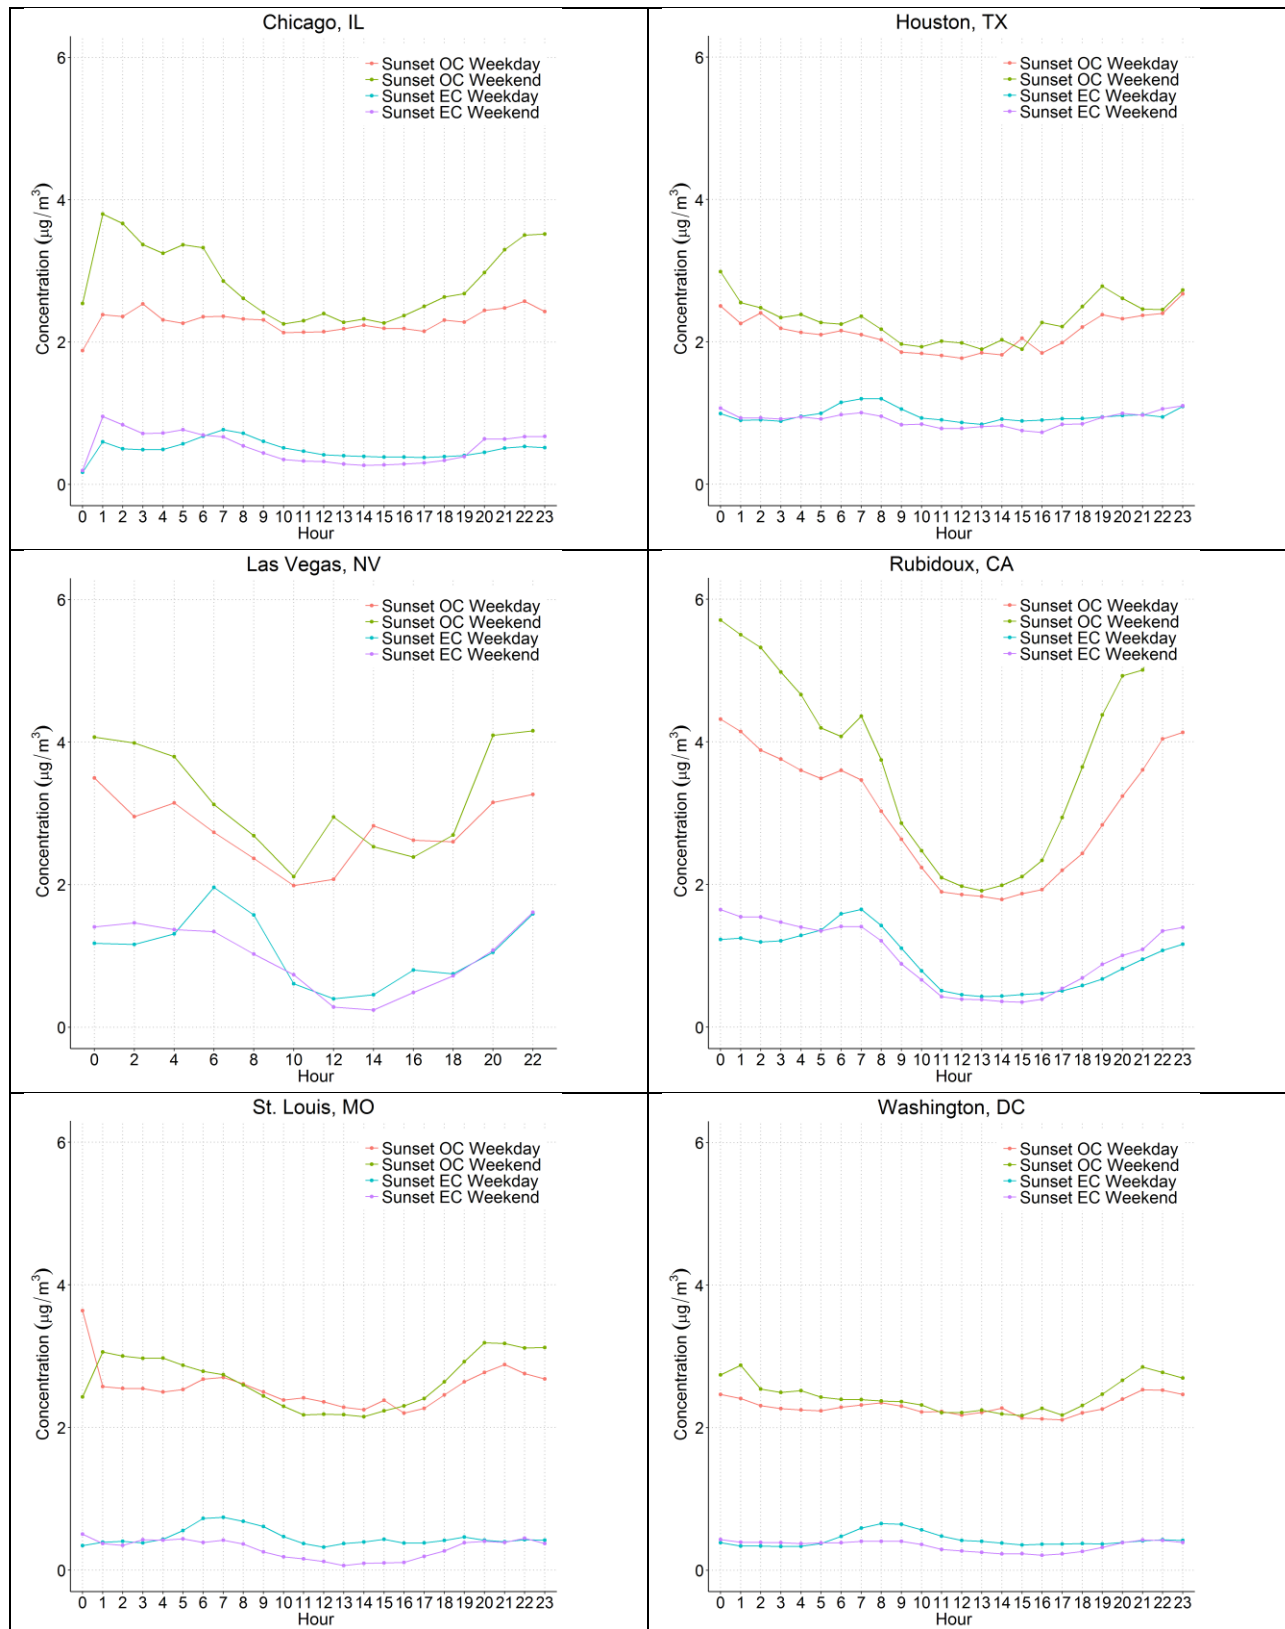 Chicago, IL
6
4
2
0
Concentration (μg/m³)
Sunset OC Weekday
Sunset OC Weekend
Sunset EC Weekday
Sunset EC Weekend
0 1 2 3 4 5 6 7 8 9 10 11 12 13 14 15 16 17 18 19 20 21 22 23
Hour
Houston, TX
6
4
2
0
Concentration (μg/m³)
Sunset OC Weekday
Sunset OC Weekend
Sunset EC Weekday
Sunset EC Weekend
0 1 2 3 4 5 6 7 8 9 10 11 12 13 14 15 16 17 18 19 20 21 22 23
Hour
Las Vegas, NV
6
4
2
0
Concentration (μg/m³)
Sunset OC Weekday
Sunset OC Weekend
Sunset EC Weekday
Sunset EC Weekend
0 2 4 6 8 10 12 14 16 18 20 22
Hour
Rubidoux, CA
6
4
2
0
Concentration (μg/m³)
Sunset OC Weekday
Sunset OC Weekend
Sunset EC Weekday
Sunset EC Weekend
0 1 2 3 4 5 6 7 8 9 10 11 12 13 14 15 16 17 18 19 20 21 22 23
Hour
St. Louis, MO
6
4
2
0
Concentration (μg/m³)
Sunset OC Weekday
Sunset OC Weekend
Sunset EC Weekday
Sunset EC Weekend
0 1 2 3 4 5 6 7 8 9 10 11 12 13 14 15 16 17 18 19 20 21 22 23
Hour
Washington, DC
6
4
2
0
Concentration (μg/m³)
Sunset OC Weekday
Sunset OC Weekend
Sunset EC Weekday
Sunset EC Weekend
0 1 2 3 4 5 6 7 8 9 10 11 12 13 14 15 16 17 18 19 20 21 22 23
Hour